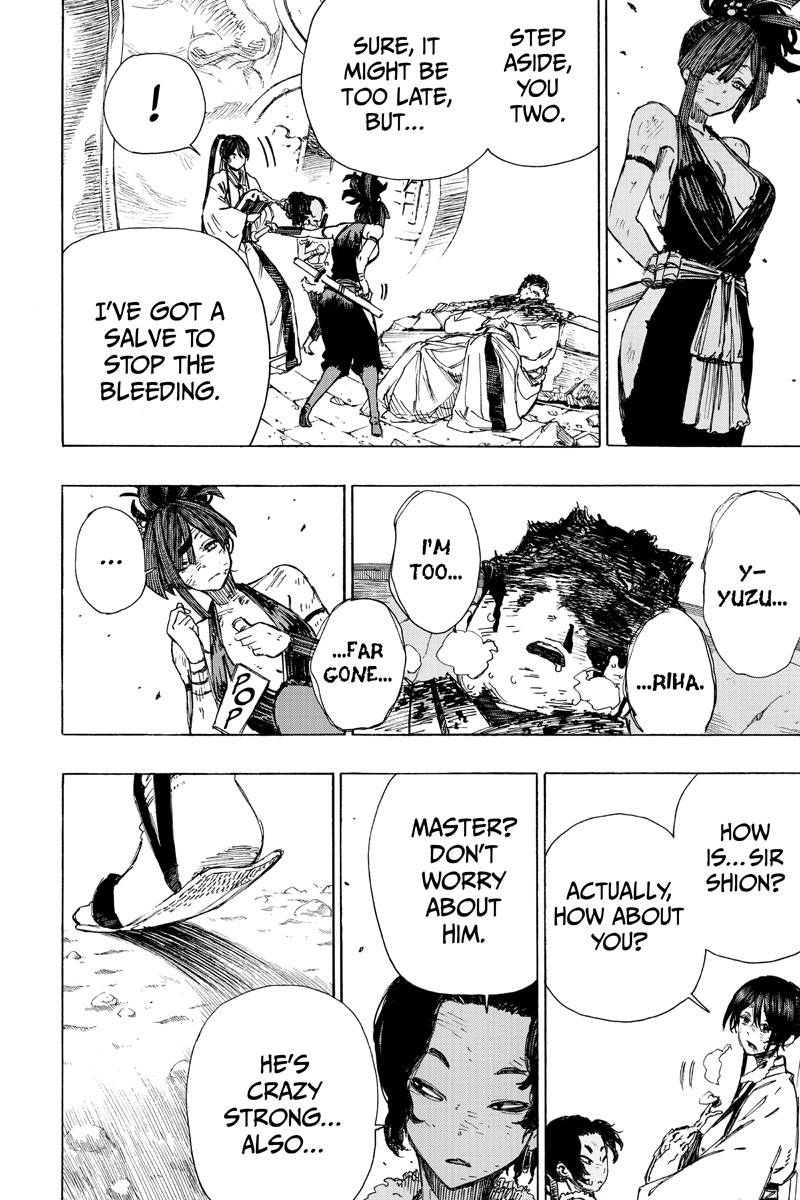 STEP
ASIDE,
YOU
TWO.
SURE, IT
MIGHT BE
TOO LATE,
BUT...
!
I'VE GOT A
SALVE TO
STOP THE
BLEEDING.
Y-
YUZU...
...RIHA.
I'M
TOO...
...FAR
GONE...
POP
...
HOW
IS...SIR
SHION?
ACTUALLY,
HOW ABOUT
YOU?
MASTER?
DON'T
WORRY
ABOUT
HIM.
HE'S
CRAZY
STRONG...
ALSO...